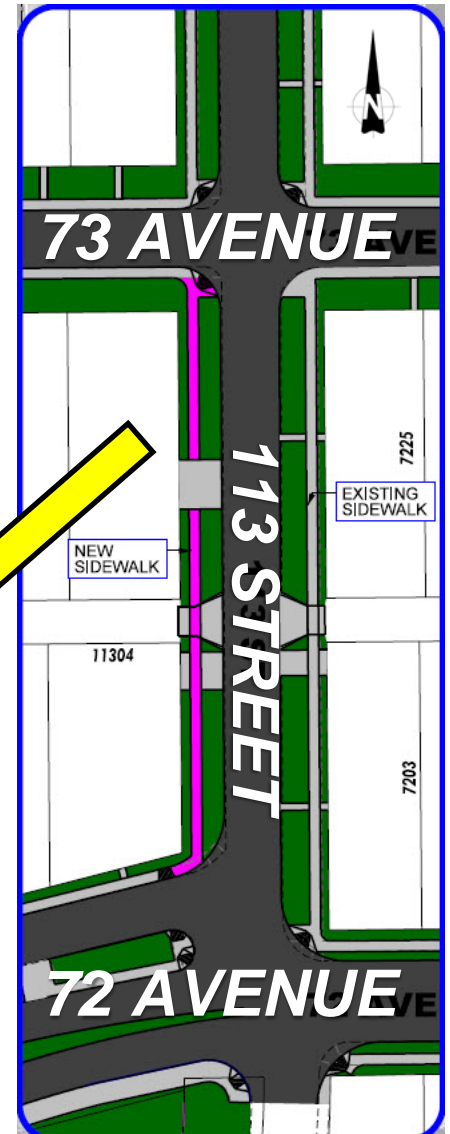 N
73 AVENUE
7225
EXISTING
SIDEWALK
113 STREET
NEW
SIDEWALK
11304
7203
72 AVENUE